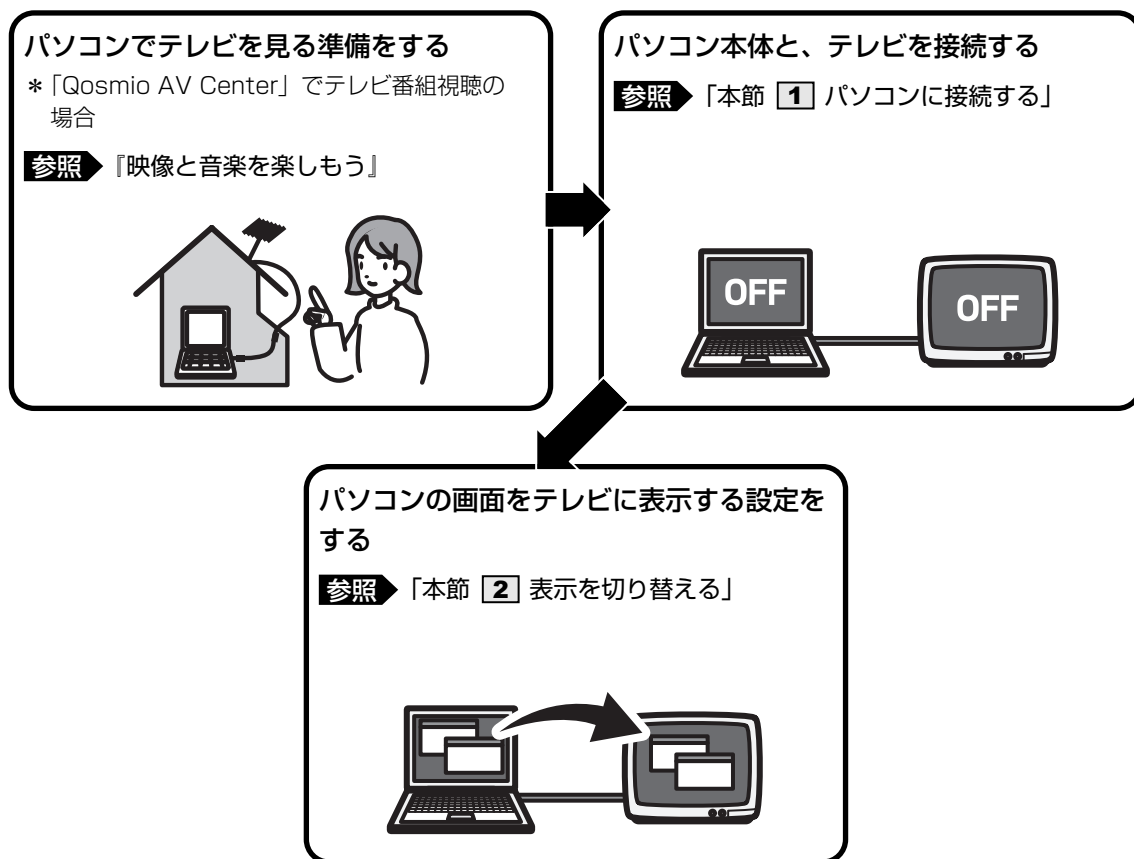 パソコンでテレビを見る準備をする
*「Qosmio AV Center」でテレビ番組視聴の
場合
参照 『映像と音楽を楽しもう』
パソコン本体と、テレビを接続する
参照 「本節 1 パソコンに接続する」
OFF
OFF
パソコンの画面をテレビに表示する設定を
する
参照 「本節 2 表示を切り替える」